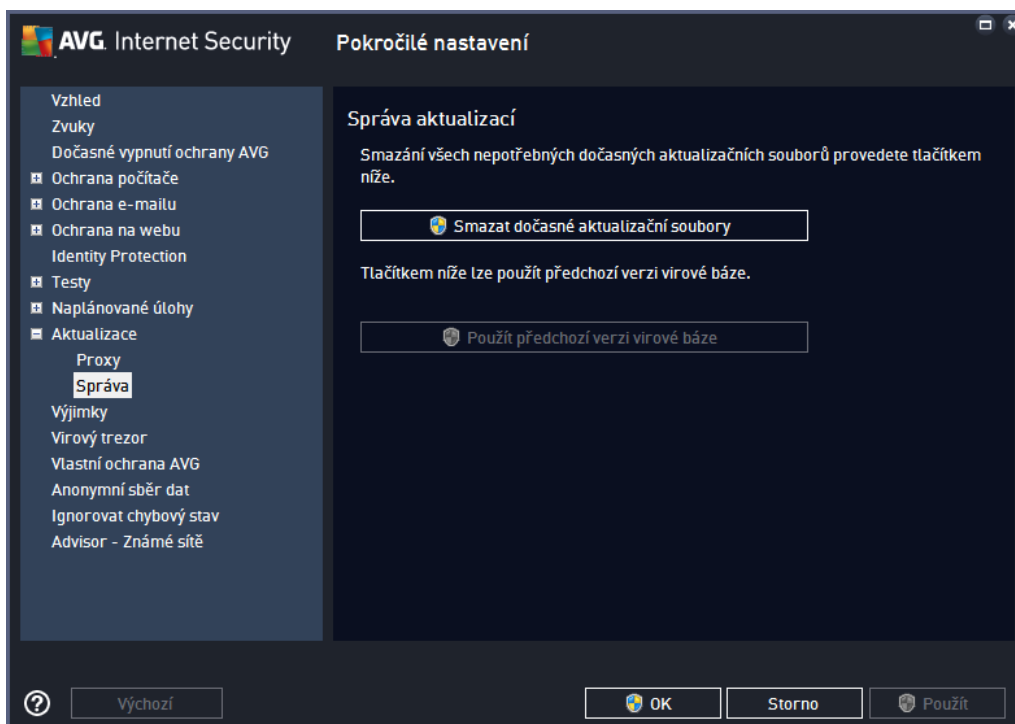 AVG. Internet Security
Pokročilé nastavení
Vzhled
Zvuky
Dočasné vypnutí ochrany AVG
Ochrana počítače
Ochrana e-mailu
Ochrana na webu
Identity Protection
Testy
Naplánované úlohy
Aktualizace
Proxy
Správa
Výjimky
Virový trezor
Vlastní ochrana AVG
Anonymní sběr dat
Ignorovat chybový stav
Advisor - Známé sítě
Správa aktualizací
Smazání všech nepotřebných dočasných aktualizačních souborů provedete tlačítkem
níže.
Smazat dočasné aktualizační soubory
Tlačítkem níže lze použít předchozí verzi virové báze.
Použít předchozí verzi virové báze
Výchozí
OK
Storno
Použít